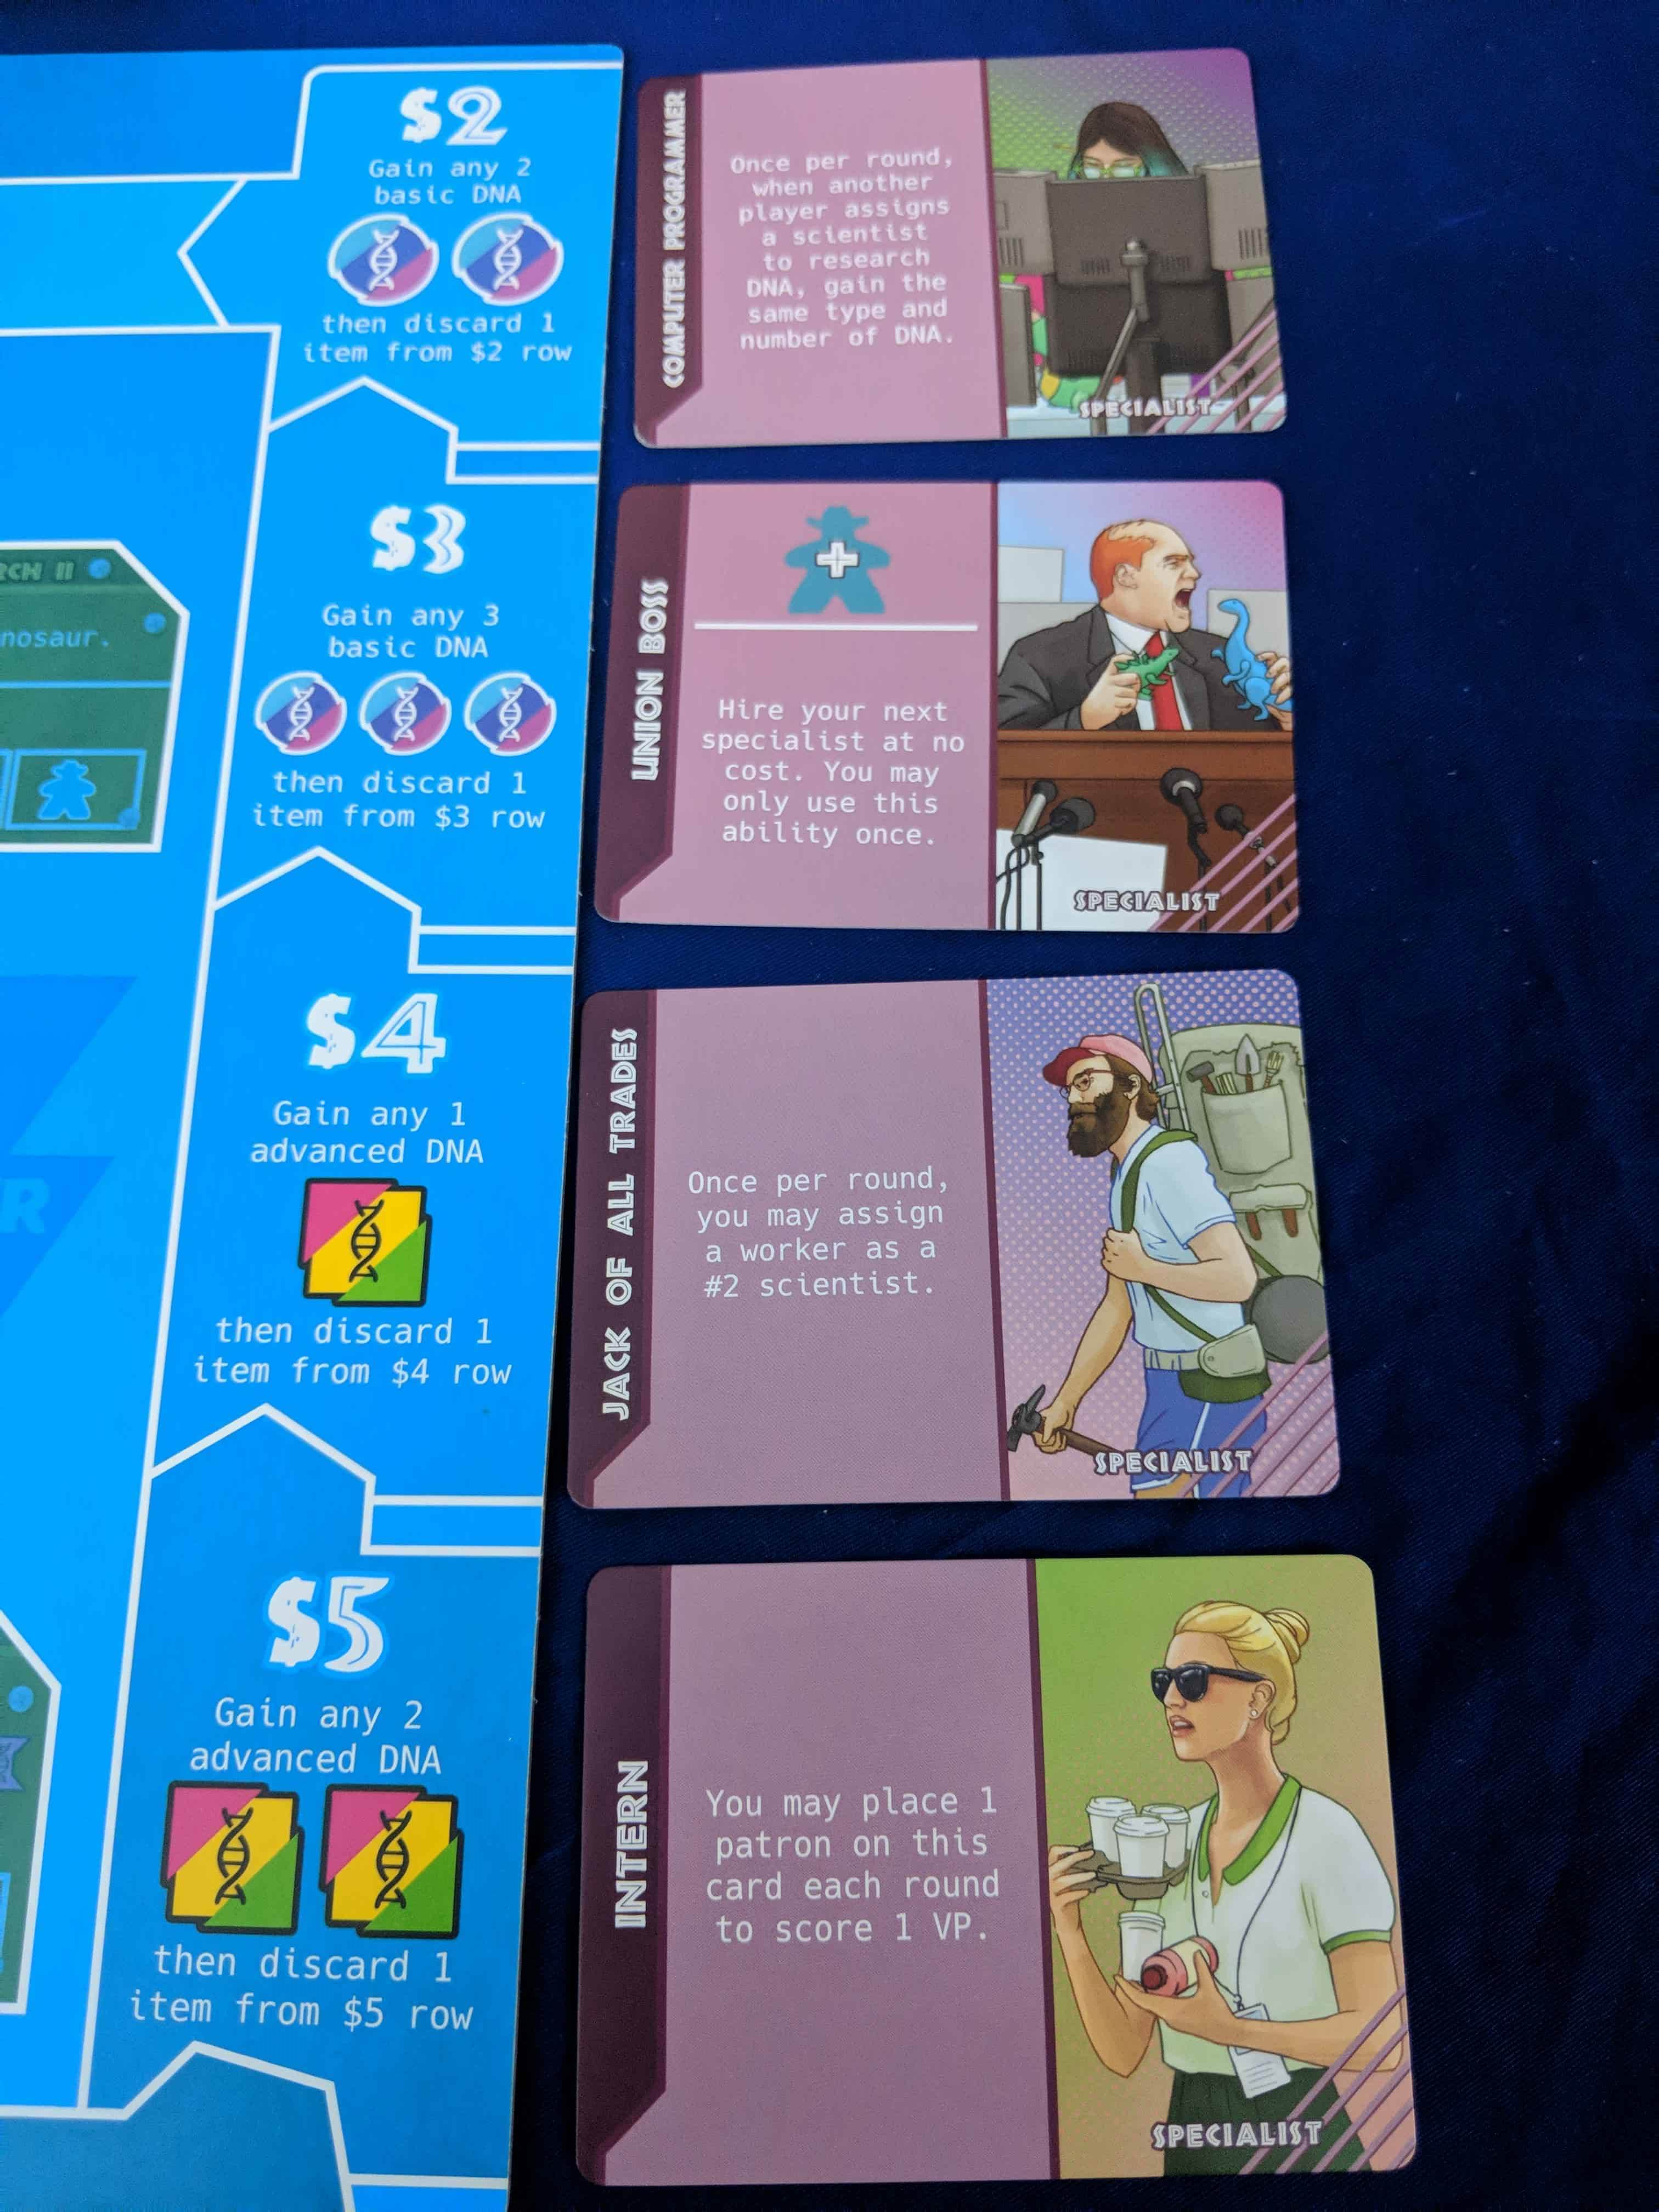 $2
Gain any 2
basic DNA
then discard 1
item from $2 row
$3
Gain any 3
basic DNA
then discard 1
item from $3 row
$4
Gain any 1
advanced DNA
then discard 1
item from $4 row
$5
Gain any 2
advanced DNA
then discard 1
item from $5 row
RCH II
nosaur.
R
COMPUTER PROGRAMMER
Once per round,
when another
player assigns
a scientist
to research
DNA, gain the
same type and
number of DNA.
SPECIALIST
UNION BOSS
Hire your next
specialist at no
cost. You may
only use this
ability once.
SPECIALIST
JACK OF ALL TRADES
Once per round,
you may assign
a worker as a
#2 scientist.
SPECIALIST
INTERN
You may place 1
patron on this
card each round
to score 1 VP.
SPECIALIST